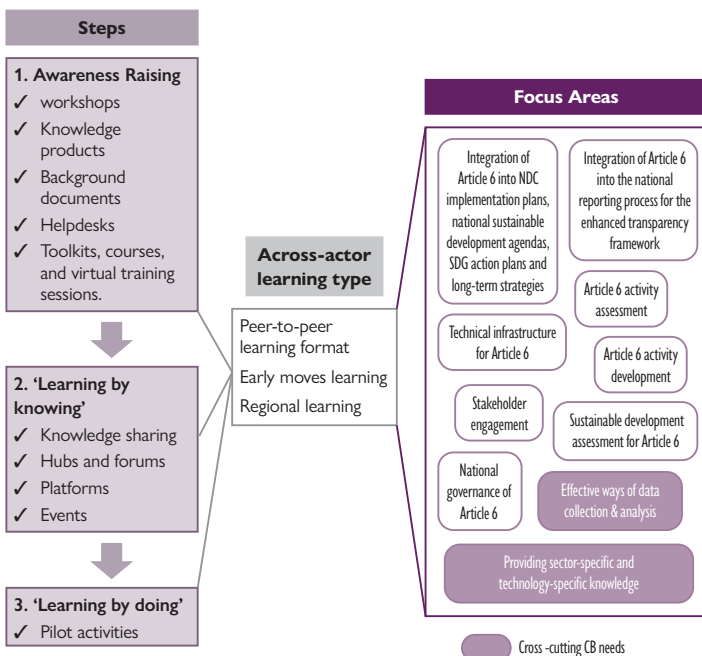 Steps
1. Awareness Raising
✓ workshops
✓ Knowledge
products
✓ Background
documents
✓ Helpdesks
✓ Toolkits, courses,
and virtual training
sessions.
2. ‘Learning by
knowing’
✓ Knowledge sharing
✓ Hubs and forums
✓ Platforms
✓ Events
3. ‘Learning by doing’
✓ Pilot activities
Across-actor
learning type
Peer-to-peer
learning format
Early moves learning
Regional learning
Focus Areas
Integration of
Article 6 into NDC
implementation plans,
national sustainable
development agendas,
SDG action plans and
long-term strategies
Integration of Article 6
into the national
reporting process for the
enhanced transparency
framework
Article 6 activity
assessment
Technical infrastructure
for Article 6
Article 6 activity
development
Stakeholder
engagement
Sustainable development
assessment for Article 6
National
governance of
Article 6
Effective ways of data
collection & analysis
Providing sector-specific and
technology-specific knowledge
Cross -cutting CB needs